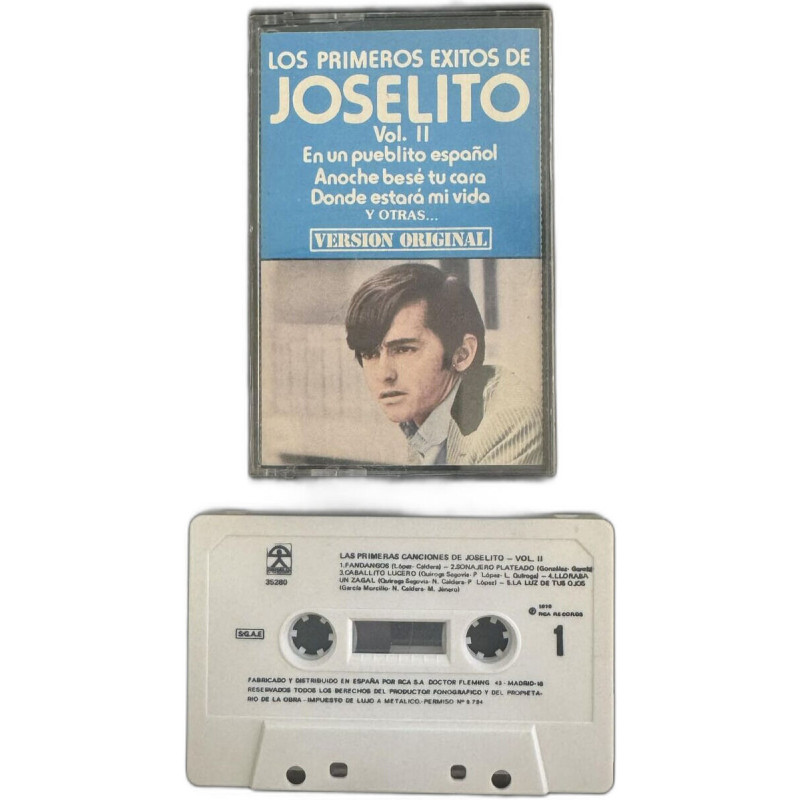 LOS PRIMEROS EXITOS DE
JOSELITO
Vol. II
En un pueblito español
Anoche besé tu cara
Donde estará mi vida
Y OTRAS...
VERSION ORIGINAL
LAS PRIMERAS CANCIONES DE JOSELITO – VOL. II
1.FANDANGOS (López-Caldera) – 2.SONAJERO PLATEADO (González-García)
3.CABALLITO LUCERO (Quiroga Segovia-P López-L. Quiroga) – 4.LLORABA
UN ZAGAL (Quiroga Segovia-N. Caldera-P. López) – 5.LA LUZ DE TUS OJOS
(García Morcillo-N. Caldera-M. Jénaro)
35280
RCA RECORDS
S.G.A.E
1
FABRICADO Y DISTRIBUIDO EN ESPAÑA POR RCA S.A DOCTOR FLEMING 43 - MADRID-16
RESERVADOS TODOS LOS DERECHOS DEL PRODUCTOR FONOGRAFICO Y DEL PROPIETA-
RIO DE LA OBRA - IMPUESTO DE LUJO A METALICO.-PERMISO Nº 5.734